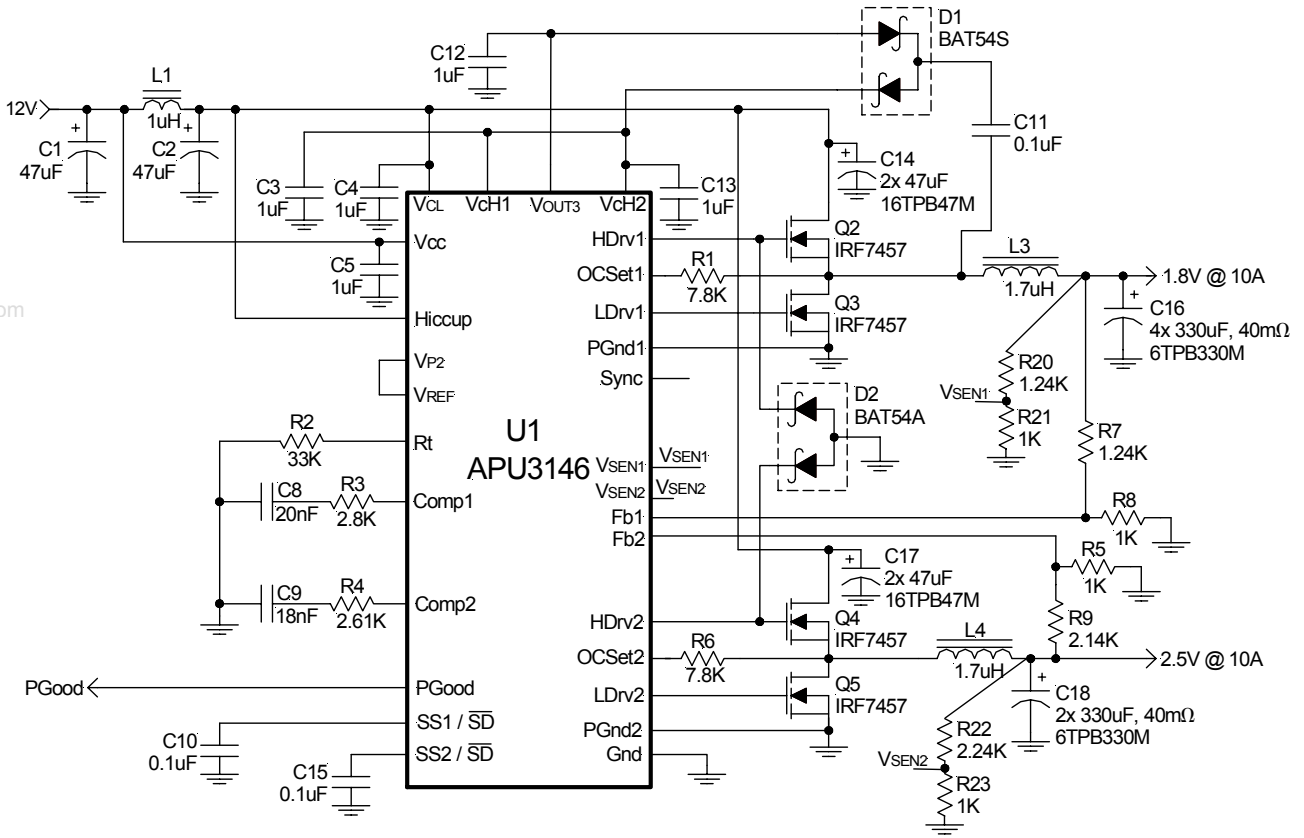 D1
BAT54S
C12
1uF
L1
1uH
12V
C1
47uF
C2
47uF
C11
0.1uF
C14
2x 47uF
16TPB47M
C3
1uF
C4
1uF
C13
1uF
VCL
VcH1
VOUT3
VcH2
Vcc
C5
1uF
HDrv1
Q2
IRF7457
OCSet1
R1
7.8K
L3
1.7uH
1.8V @ 10A
LDrv1
Q3
IRF7457
C16
4x 330uF, 40mΩ
6TPB330M
Hiccup
PGnd1
Sync
om
VP2
VREF
D2
BAT54A
R20
1.24K
VSEN1
R21
1K
R7
1.24K
R2
33K
Rt
U1
APU3146
VSEN1
VSEN1
VSEN2
VSEN2
C8
20nF
R3
2.8K
Comp1
Fb1
R8
1K
Fb2
R5
1K
C17
2x 47uF
16TPB47M
C9
18nF
R4
2.61K
Comp2
HDrv2
Q4
IRF7457
R9
2.14K
OCSet2
R6
7.8K
L4
1.7uH
2.5V @ 10A
PGood
PGood
LDrv2
Q5
IRF7457
C18
2x 330uF, 40mΩ
6TPB330M
SS1 / SD
PGnd2
C10
0.1uF
SS2 / SD
Gnd
R22
2.24K
VSEN2
R23
1K
C15
0.1uF